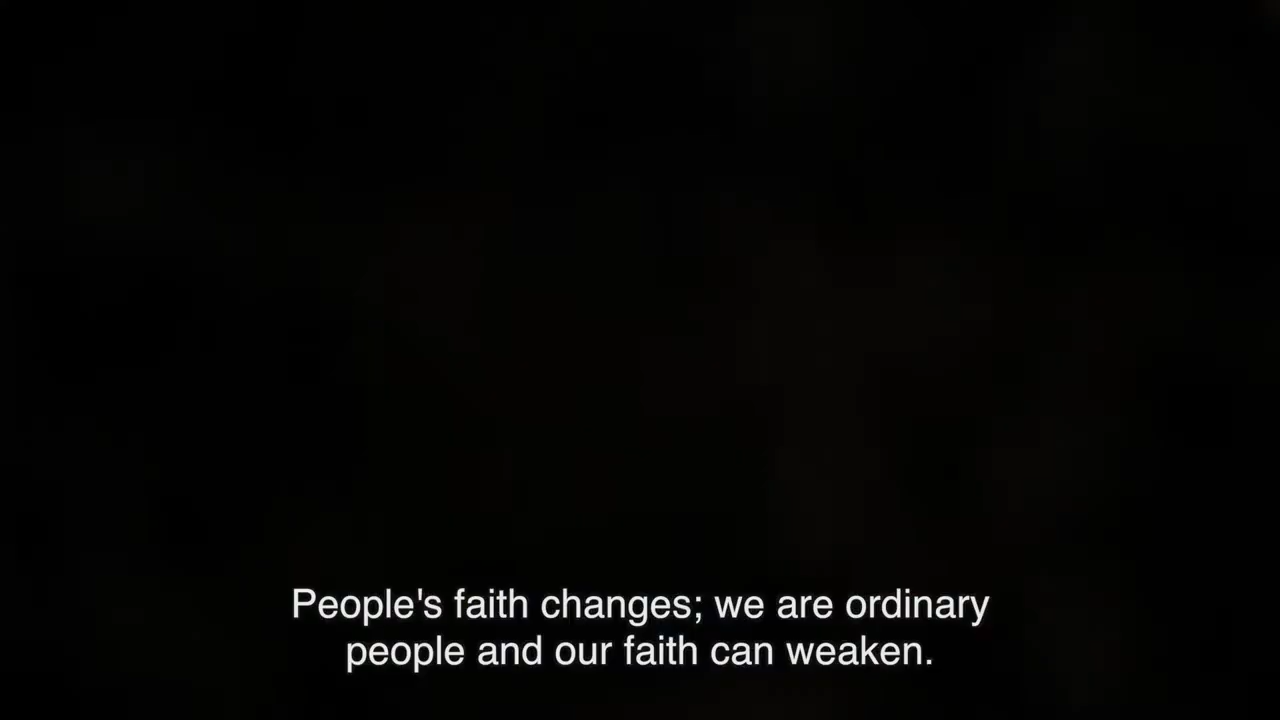 People's faith changes; we are ordinary
people and our faith can weaken.